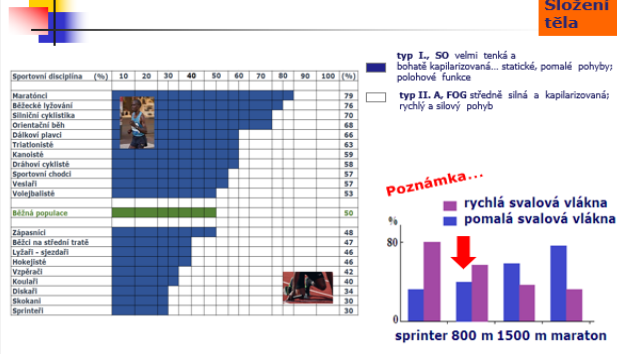 Složení
těla
typ I., SO velmi tenká a
bohatě kapilarizovaná... statické, pomalé pohyby;
polohové funkce
typ II. A, FOG středně silná a kapilarizovaná;
rychlý a silový pohyb
Sportovní disciplína (%) 10 20 30 40 50 60 70 80 90 100 (%)
Maratónci 79
Běžecké lyžování 76
Silniční cyklistika 70
Orientační běh 68
Dálkoví plavci 66
Triatlonisté 63
Kanoisté 59
Dráhoví cyklisté 58
Sportovní chodci 57
Veslaři 57
Volejbalisté 53
Běžná populace 50
Zápasníci 48
Běžci na střední tratě 47
Lyžaři - sjezdaři 46
Hokejisté 46
Vzpěrači 42
Koulaři 40
Diskaři 34
Skokani 30
Sprinteři 30
Poznámka...
rychlá svalová vlákna
pomalá svalová vlákna
%
80
0
sprinter 800 m 1500 m maraton